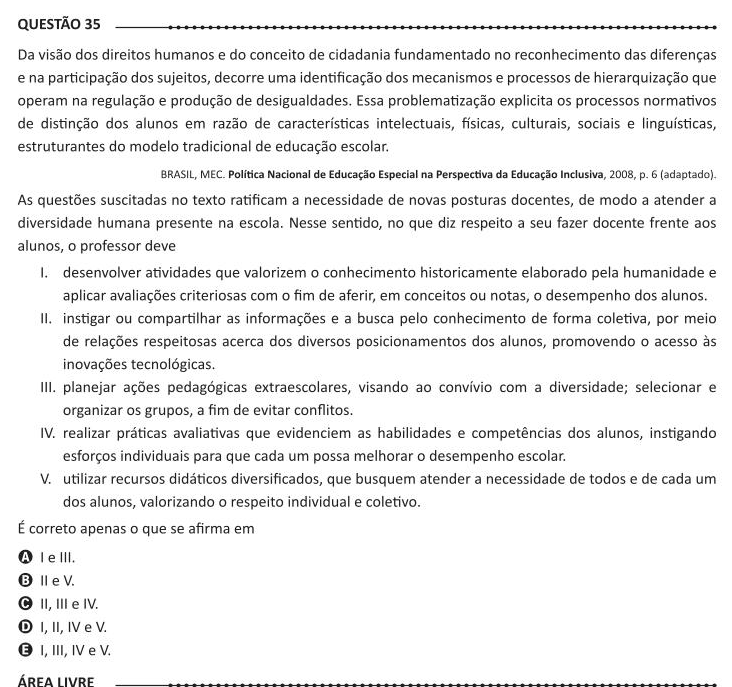 QUESTÃO 35
Da visão dos direitos humanos e do conceito de cidadania fundamentado no reconhecimento das diferenças
e na participação dos sujeitos, decorre uma identificação dos mecanismos e processos de hierarquização que
operam na regulação e produção de desigualdades. Essa problematização explicita os processos normativos
de distinção dos alunos em razão de características intelectuais, físicas, culturais, sociais e linguísticas,
estruturantes do modelo tradicional de educação escolar.
BRASIL, MEC. Política Nacional de Educação Especial na Perspectiva da Educação Inclusiva, 2008, p. 6 (adaptado).
As questões suscitadas no texto ratificam a necessidade de novas posturas docentes, de modo a atender a
diversidade humana presente na escola. Nesse sentido, no que diz respeito a seu fazer docente frente aos
alunos, o professor deve
I. desenvolver atividades que valorizem o conhecimento historicamente elaborado pela humanidade e
aplicar avaliações criteriosas com o fim de aferir, em conceitos ou notas, o desempenho dos alunos.
II. instigar ou compartilhar as informações e a busca pelo conhecimento de forma coletiva, por meio
de relações respeitosas acerca dos diversos posicionamentos dos alunos, promovendo o acesso às
inovações tecnológicas.
III. planejar ações pedagógicas extraescolares, visando ao convívio com a diversidade; selecionar e
organizar os grupos, a fim de evitar conflitos.
IV. realizar práticas avaliativas que evidenciem as habilidades e competências dos alunos, instigando
esforços individuais para que cada um possa melhorar o desempenho escolar.
V. utilizar recursos didáticos diversificados, que busquem atender a necessidade de todos e de cada um
dos alunos, valorizando o respeito individual e coletivo.
É correto apenas o que se afirma em
A I e III.
B II e V.
C II, III e IV.
D I, II, IV e V.
E I, III, IV e V.
ÁREA LIVRE